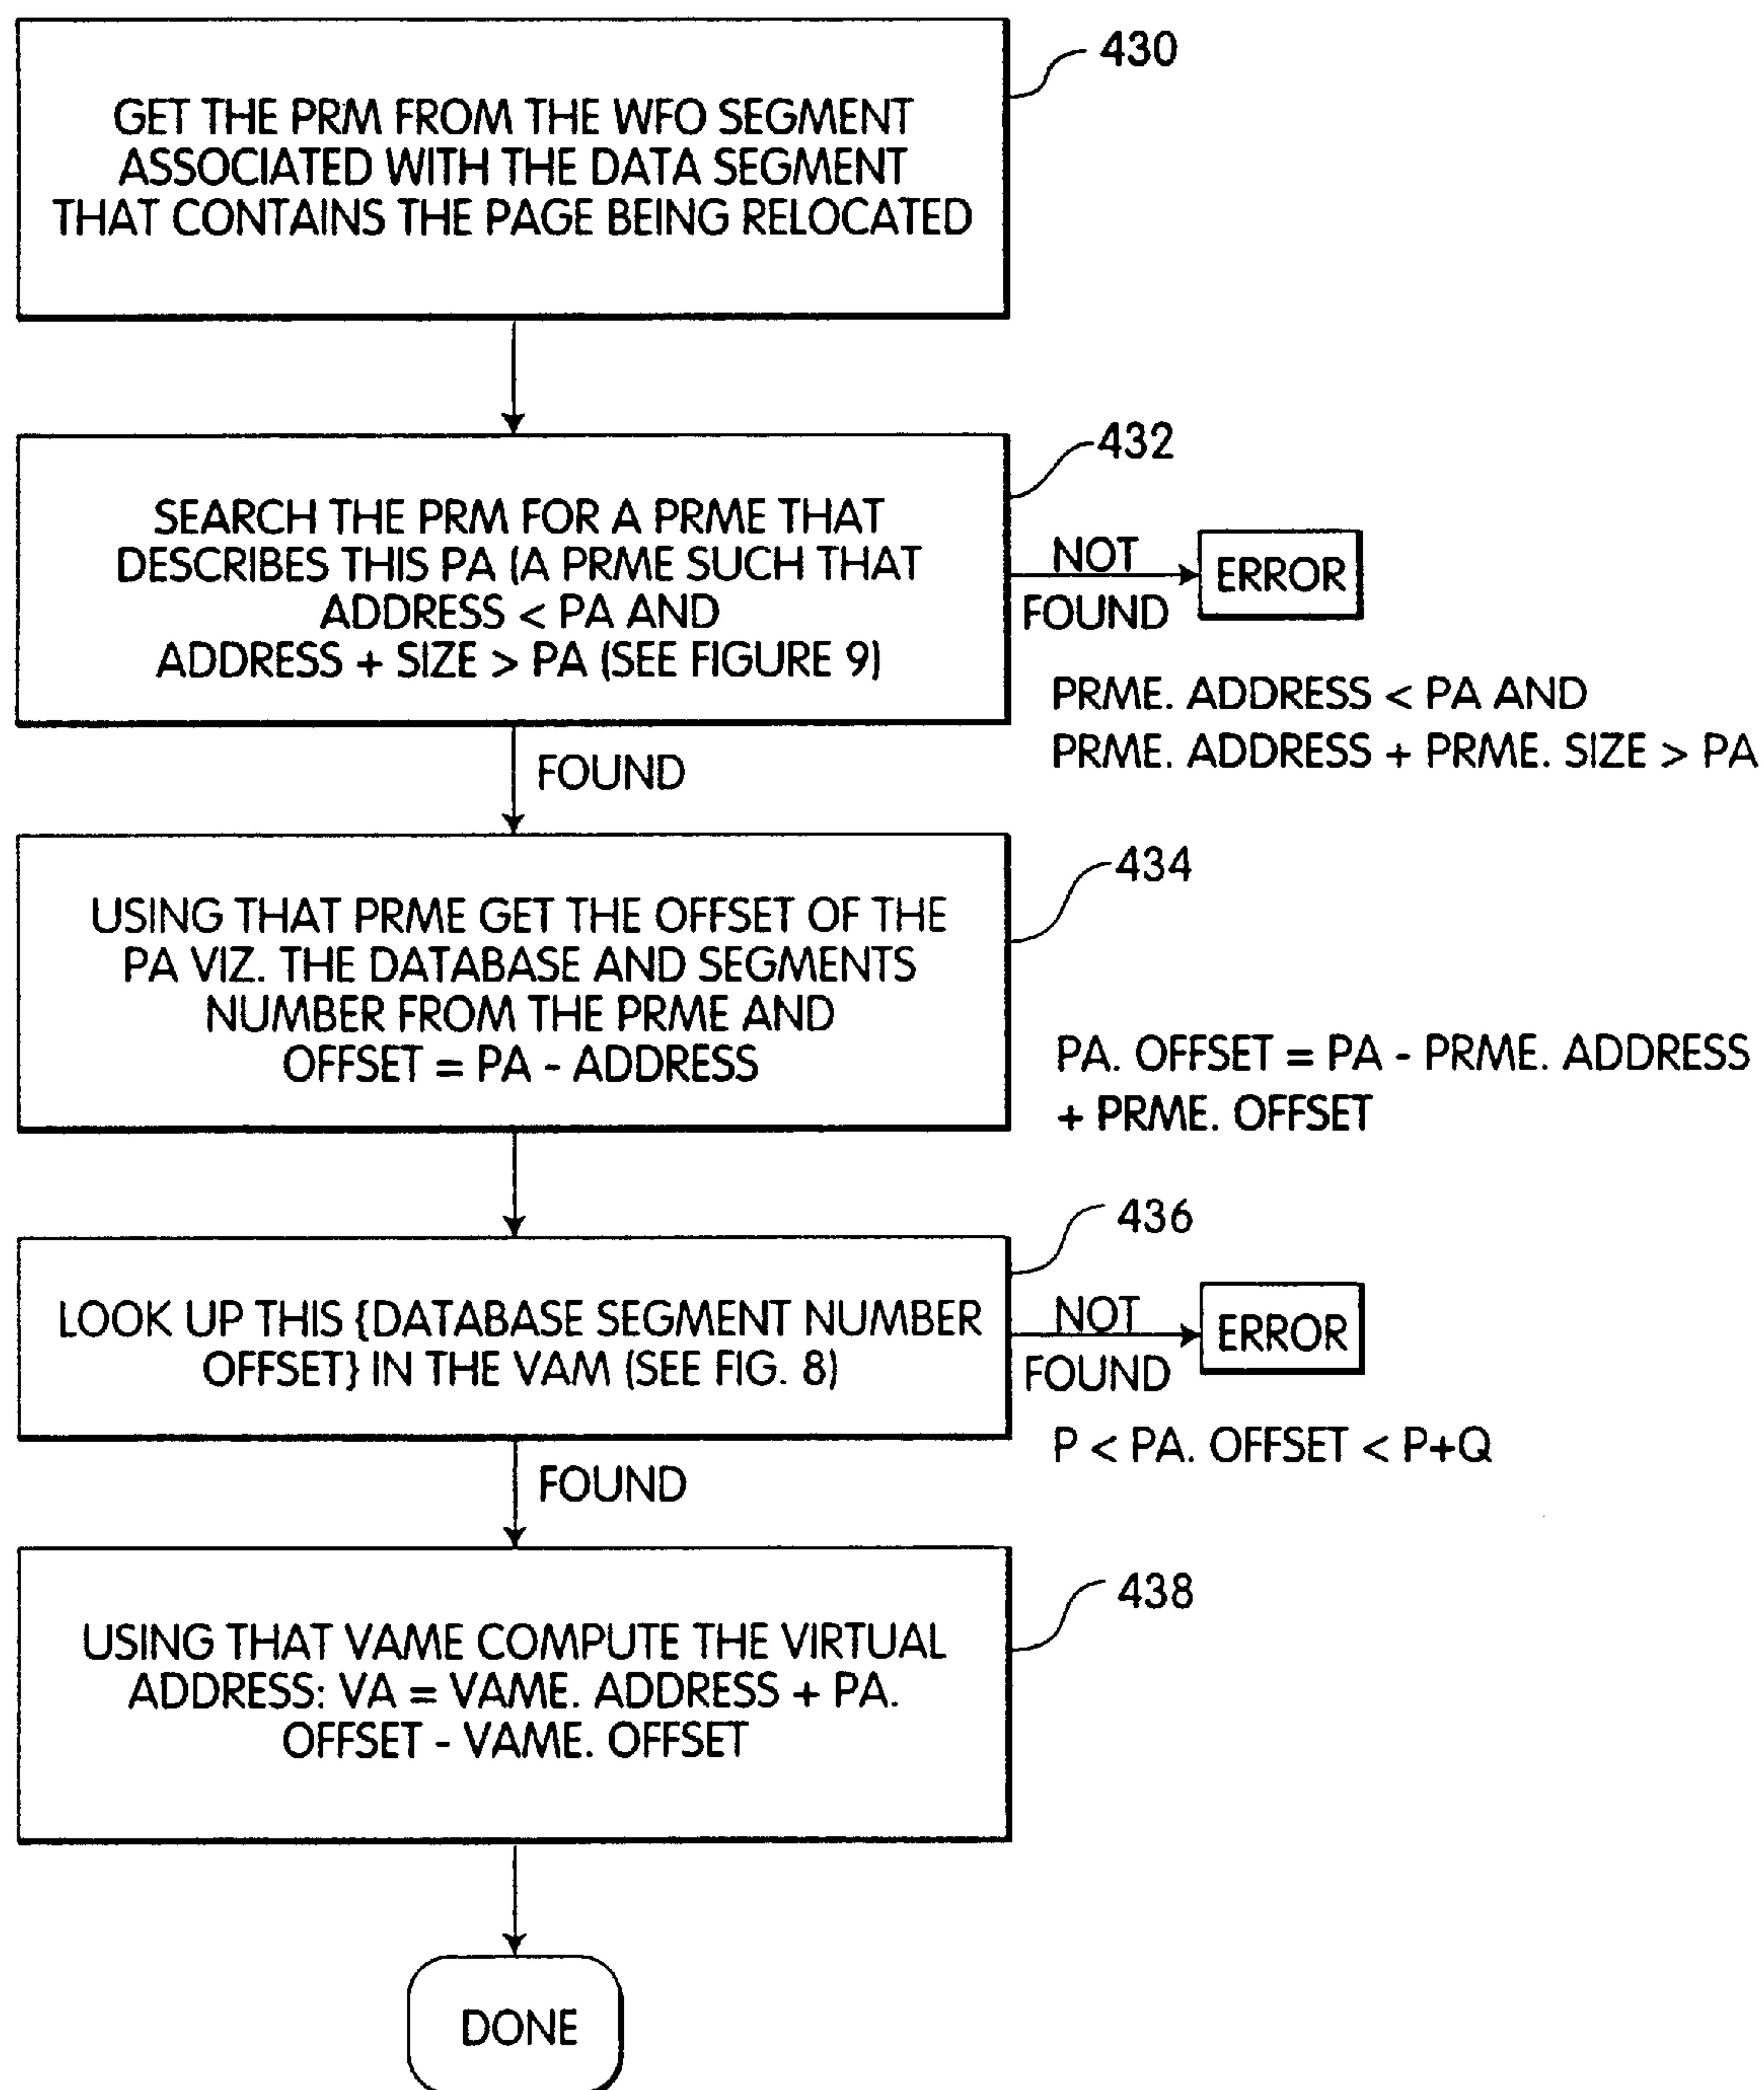 430
GET THE PRM FROM THE WFO SEGMENT
ASSOCIATED WITH THE DATA SEGMENT
THAT CONTAINS THE PAGE BEING RELOCATED
432
SEARCH THE PRM FOR A PRME THAT
DESCRIBES THIS PA (A PRME SUCH THAT
ADDRESS < PA AND
ADDRESS + SIZE > PA (SEE FIGURE 9)
NOT
FOUND
ERROR
PRME. ADDRESS < PA AND
PRME. ADDRESS + PRME. SIZE > PA
FOUND
434
USING THAT PRME GET THE OFFSET OF THE
PA VIZ. THE DATABASE AND SEGMENTS
NUMBER FROM THE PRME AND
OFFSET = PA - ADDRESS
PA. OFFSET = PA - PRME. ADDRESS
+ PRME. OFFSET
436
LOOK UP THIS {DATABASE SEGMENT NUMBER
OFFSET} IN THE VAM (SEE FIG. 8)
NOT
FOUND
ERROR
P < PA. OFFSET < P+Q
FOUND
438
USING THAT VAME COMPUTE THE VIRTUAL
ADDRESS: VA = VAME. ADDRESS + PA.
OFFSET - VAME. OFFSET
DONE